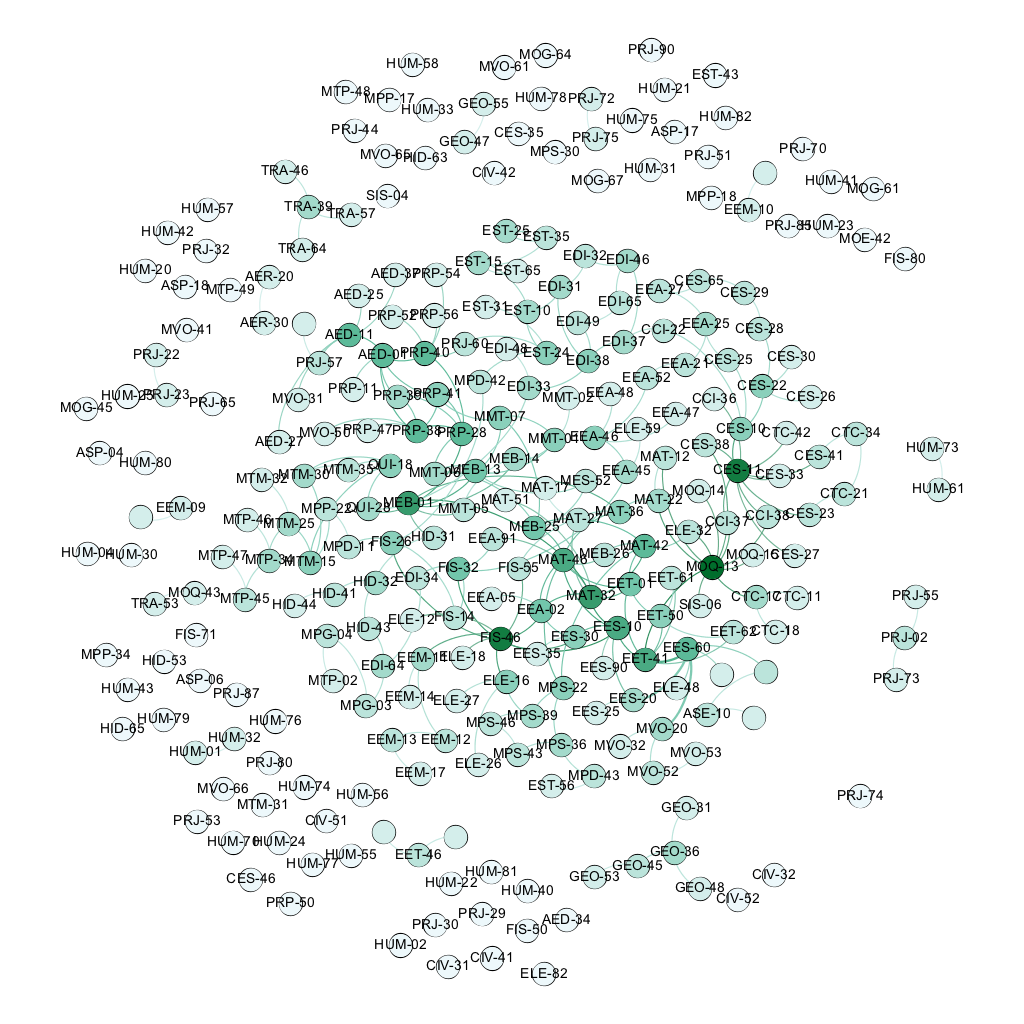 MOG-64
PRJ-90
HUM-58
MVO-61
EST-43
MTP-48
MPP-17
HUM-33
GEO-55
HUM-78
PRJ-72
HUM-21
HUM-75
HUM-82
PRJ-44
GEO-47
CES-35
PRJ-75
ASP-17
MVO-65
HID-63
MPS-30
PRJ-51
PRJ-70
TRA-46
CIV-42
MOG-67
HUM-31
HUM-41
MOG-61
SIS-04
MPP-18
EEM-10
HUM-57
TRA-39
TRA-57
PRJ-85
HUM-23
HUM-42
MOE-42
EST-25
EST-35
PRJ-32
TRA-64
EDI-32
EDI-46
FIS-80
HUM-20
ASP-18
MTP-49
AER-20
AED-37
PRP-54
EST-15
EST-65
EDI-31
EEA-27
CES-65
CES-29
AED-25
PRP-52
PRP-56
EST-31
EST-10
EDI-65
AER-30
EDI-49
CCI-22
EEA-25
CES-28
MVO-41
AED-11
PRJ-60
EDI-48
EDI-37
PRJ-22
PRJ-57
AED-01
PRP-40
EST-24
EDI-38
EEA-21
CES-25
CES-30
MPD-42
EDI-33
EEA-52
CES-22
PRJ-23
PRJ-65
MVO-31
PRP-11
PRP-41
MMT-02
EEA-48
CCI-36
CES-26
MOG-45
MMT-07
EEA-47
AED-27
MVO-50
PRP-47
PRP-38
PRP-28
EEA-46
ELE-59
CES-10
CTC-42
CTC-34
CES-38
ASP-04
HUM-80
MEB-14
MAT-12
CES-41
HUM-73
MTM-32
MTM-30
MTM-35
QUI-18
MEB-13
EEA-45
CES-11
CES-33
HUM-61
MAT-17
MES-52
MOQ-14
CTC-21
EEM-09
MEB-01
MAT-51
MAT-22
MTP-46
MTM-25
MPP-22
QUI-28
MMT-05
MAT-27
MAT-36
CCI-37
CCI-38
CES-23
MEB-25
ELE-32
HUM-04
HUM-30
MTP-47
MTM-15
MPD-11
FIS-26
HID-31
EEA-91
MEB-26
MAT-42
CES-27
MAT-46
FIS-32
FIS-55
MOQ-13
TRA-53
MOQ-43
MTP-45
HID-44
HID-41
HID-32
EDI-34
EEA-05
MAT-32
EET-61
SIS-06
CTC-17
CTC-11
PRJ-55
FIS-71
MPG-04
HID-43
ELE-12
FIS-14
EEA-02
EES-10
EET-50
EET-62
CTC-18
PRJ-02
MPP-34
HID-53
ASP-06
PRJ-87
MTP-02
EDI-64
ELE-18
FIS-46
EES-35
EES-30
EES-90
EET-41
EES-60
PRJ-73
HUM-43
EEM-14
ELE-27
ELE-16
MPS-22
EES-20
ELE-48
HID-65
HUM-79
HUM-76
MPG-03
MPS-46
MPS-39
EES-25
ASE-10
HUM-01
HUM-32
EEM-13
EEM-12
MPS-43
MPS-36
MVO-32
MVO-20
MVO-53
PRJ-80
EEM-17
ELE-26
EST-56
MPD-43
MVO-52
MVO-66
MTM-31
HUM-74
HUM-56
PRJ-74
PRJ-53
CIV-51
GEO-31
HUM-24
HUM-77
HUM-55
EET-46
GEO-36
CES-46
PRP-50
HUM-22
HUM-81
HUM-40
GEO-53
GEO-45
GEO-48
CIV-52
CIV-32
PRJ-30
PRJ-29
FIS-50
AED-34
HUM-02
CIV-31
CIV-41
ELE-82